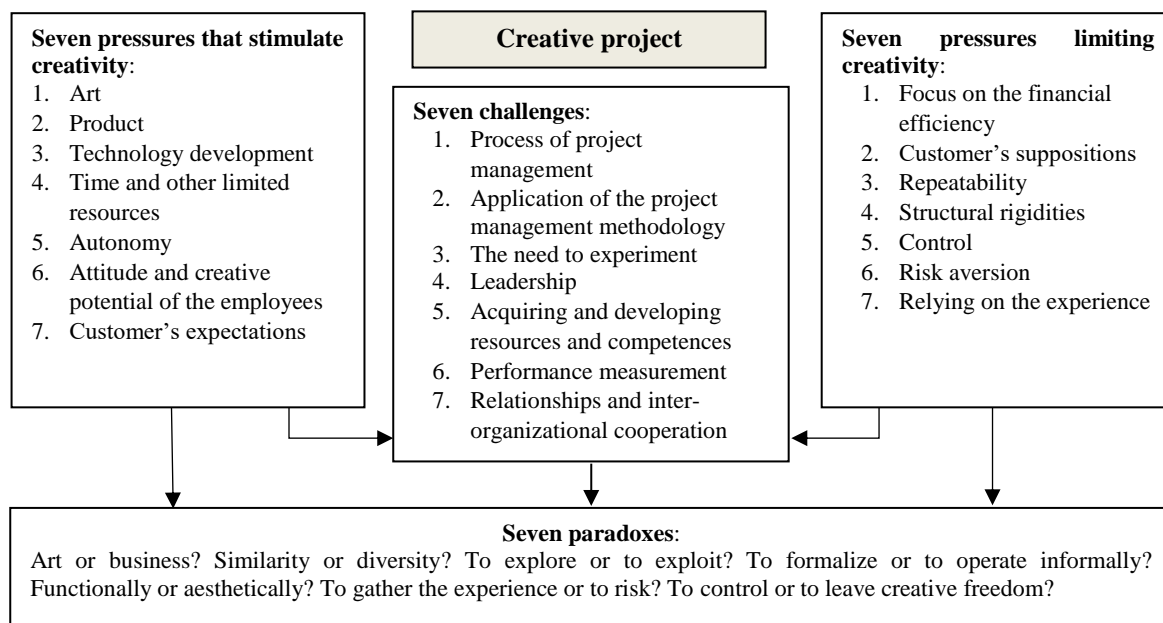 Seven pressures that stimulate
creativity:
1. Art
2. Product
3. Technology development
4. Time and other limited
resources
5. Autonomy
6. Attitude and creative
potential of the employees
7. Customer's expectations
Creative project
Seven challenges:
1. Process of project
management
2. Application of the project
management methodology
3. The need to experiment
4. Leadership
5. Acquiring and developing
resources and competences
6. Performance measurement
7. Relationships and inter-
organizational cooperation
Seven pressures limiting
creativity:
1. Focus on the financial
efficiency
2. Customer's suppositions
3. Repeatability
4. Structural rigidities
5. Control
6. Risk aversion
7. Relying on the experience
Seven paradoxes:
Art or business? Similarity or diversity? To explore or to exploit? To formalize or to operate informally?
Functionally or aesthetically? To gather the experience or to risk? To control or to leave creative freedom?